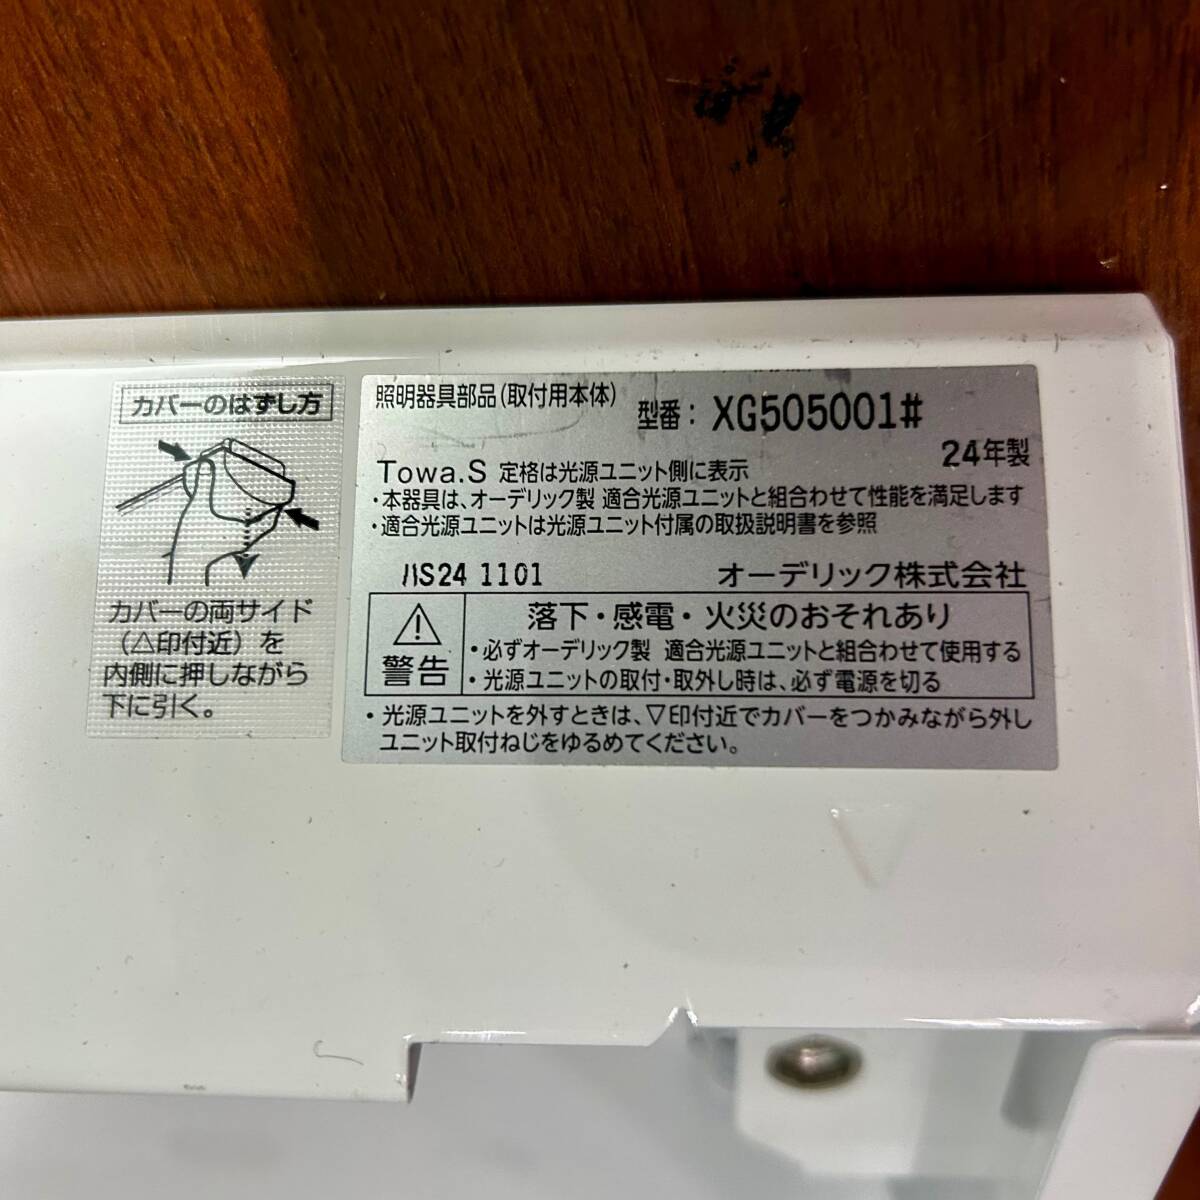 カバーのはずし方
カバーの両サイド
（△印付近）を
内側に押しながら
下に引く。
照明器具部品（取付用本体） 型番： XG505001#
24年製
Towa.S 定格は光源ユニット側に表示
・本器具は、オーデリック製 適合光源ユニットと組合わせて性能を満足します
・適合光源ユニットは光源ユニット付属の取扱説明書を参照
ハS24 1101 オーデリック株式会社
警告
落下・感電・火災のおそれあり
・必ずオーデリック製 適合光源ユニットと組合わせて使用する
・光源ユニットの取付・取外し時は、必ず電源を切る
・光源ユニットを外すときは、▽印付近でカバーをつかみながら外し
ユニット取付ねじをゆるめてください。